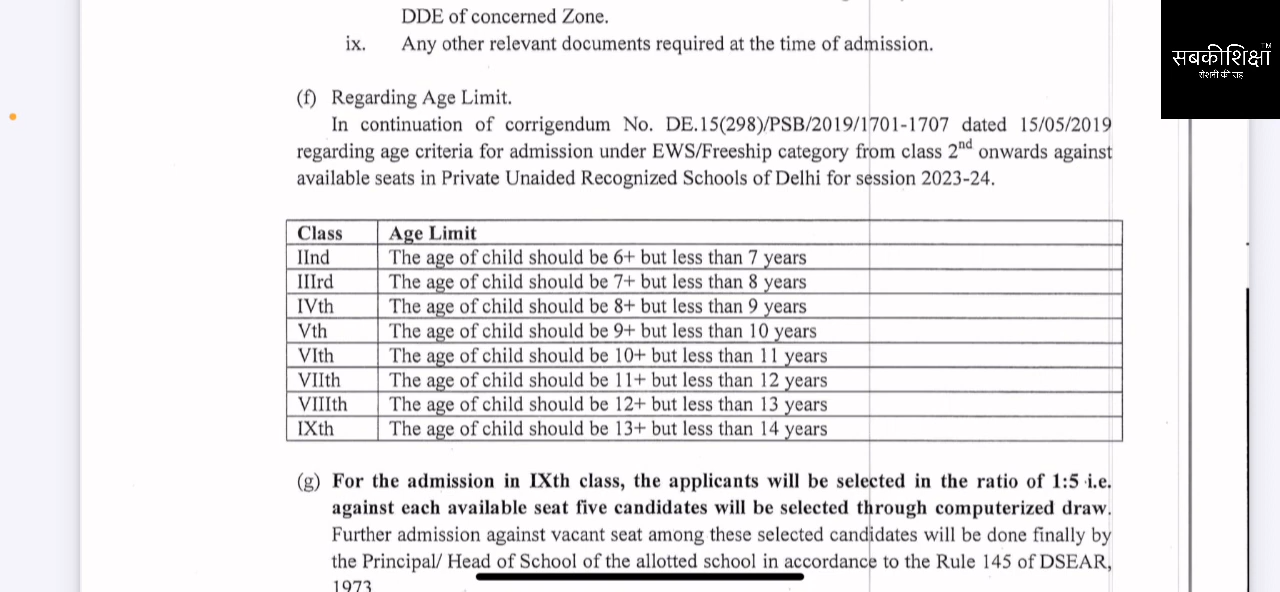 DDE of concerned Zone.
ix. Any other relevant documents required at the time of admission.
सबकीशिक्षा™
रोशनी की राह
(f) Regarding Age Limit.
In continuation of corrigendum No. DE.15(298)/PSB/2019/1701-1707 dated 15/05/2019
regarding age criteria for admission under EWS/Freeship category from class 2nd onwards against
available seats in Private Unaided Recognized Schools of Delhi for session 2023-24.
Class Age Limit
IInd The age of child should be 6+ but less than 7 years
IIIrd The age of child should be 7+ but less than 8 years
IVth The age of child should be 8+ but less than 9 years
Vth The age of child should be 9+ but less than 10 years
VIth The age of child should be 10+ but less than 11 years
VIIth The age of child should be 11+ but less than 12 years
VIIIth The age of child should be 12+ but less than 13 years
IXth The age of child should be 13+ but less than 14 years
(g) For the admission in IXth class, the applicants will be selected in the ratio of 1:5 i.e.
against each available seat five candidates will be selected through computerized draw.
Further admission against vacant seat among these selected candidates will be done finally by
the Principal/ Head of School of the allotted school in accordance to the Rule 145 of DSEAR,
1973